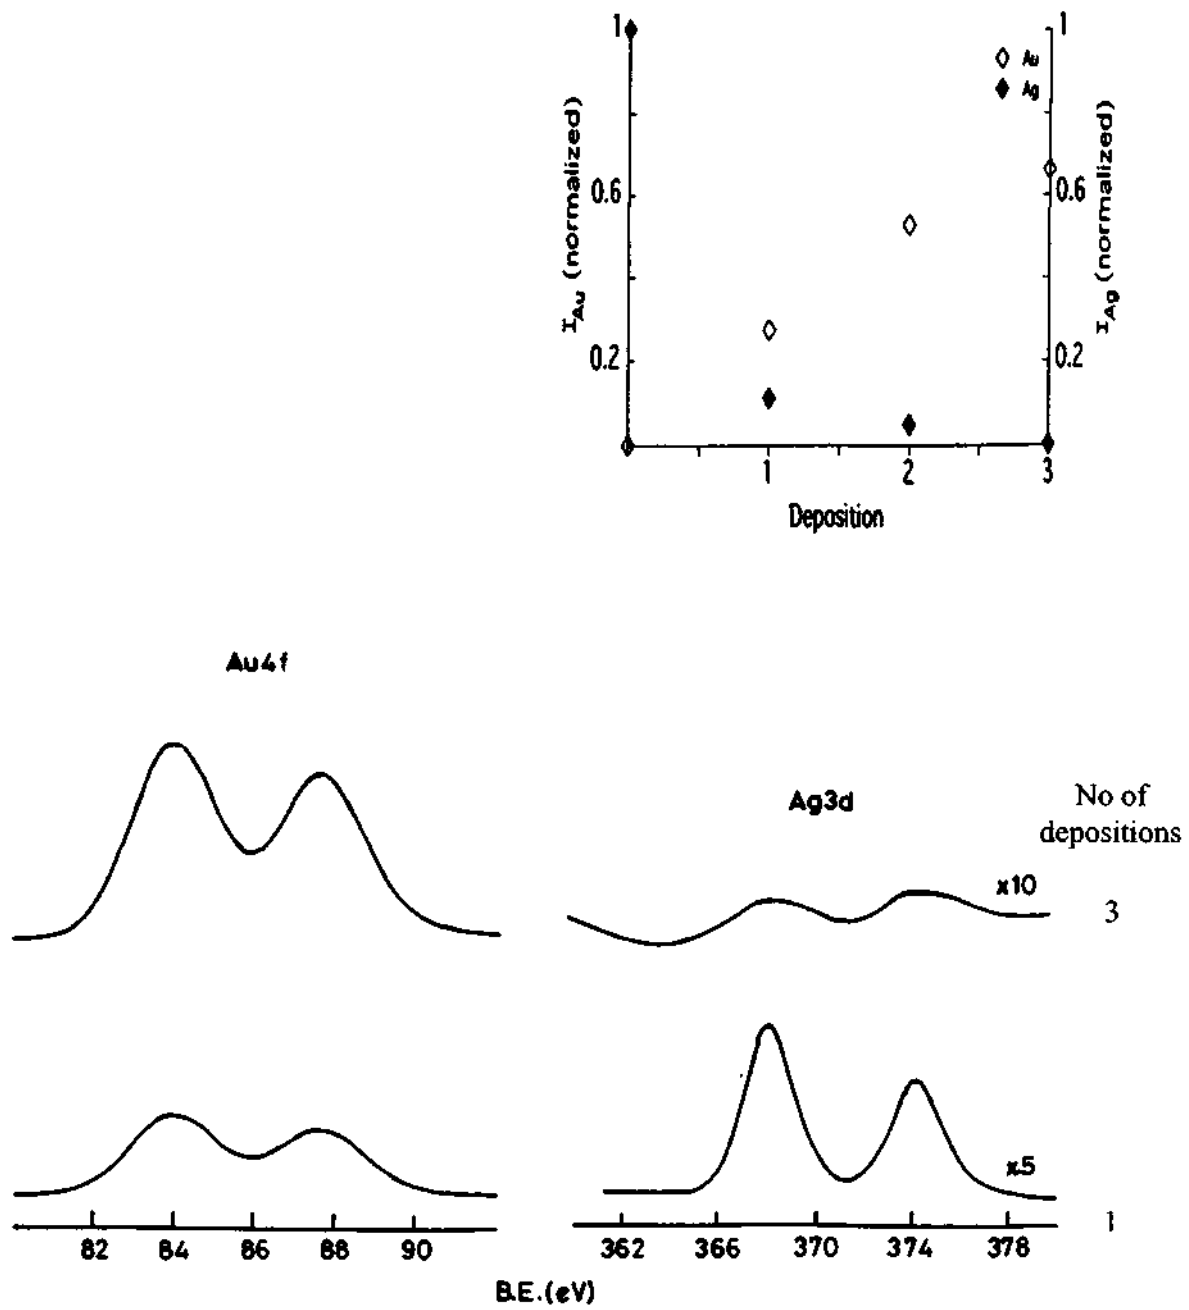 1
1
Au
Ag
I_Au (normalized)
I_Ag (normalized)
0.6
0.6
0.2
0.2
1 2 3
Deposition
Au4f
Ag3d
No of
depositions
x10
3
x5
1
82 84 86 88 90
362 366 370 374 378
B.E.(eV)